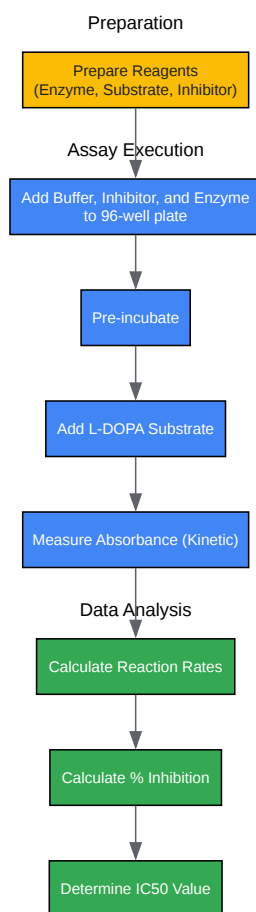 Preparation
Prepare Reagents
(Enzyme, Substrate, Inhibitor)
Assay Execution
Add Buffer, Inhibitor, and Enzyme
to 96-well plate
Pre-incubate
Add L-DOPA Substrate
Measure Absorbance (Kinetic)
Data Analysis
Calculate Reaction Rates
Calculate % Inhibition
Determine IC50 Value